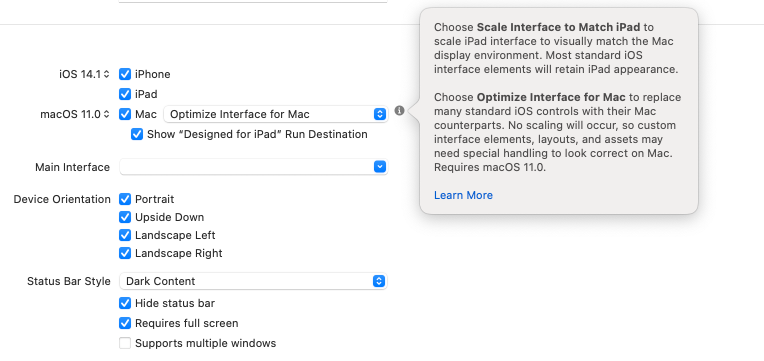 Choose Scale Interface to Match iPad to
scale iPad interface to visually match the Mac
display environment. Most standard iOS
interface elements will retain iPad appearance.
Choose Optimize Interface for Mac to replace
many standard iOS controls with their Mac
counterparts. No scaling will occur, so custom
interface elements, layouts, and assets may
need special handling to look correct on Mac.
Requires macOS 11.0.
Learn More
iOS 14.1 iPhone
iPad
macOS 11.0 Mac Optimize Interface for Mac
Show “Designed for iPad” Run Destination
Main Interface
Device Orientation Portrait
Upside Down
Landscape Left
Landscape Right
Status Bar Style Dark Content
Hide status bar
Requires full screen
Supports multiple windows